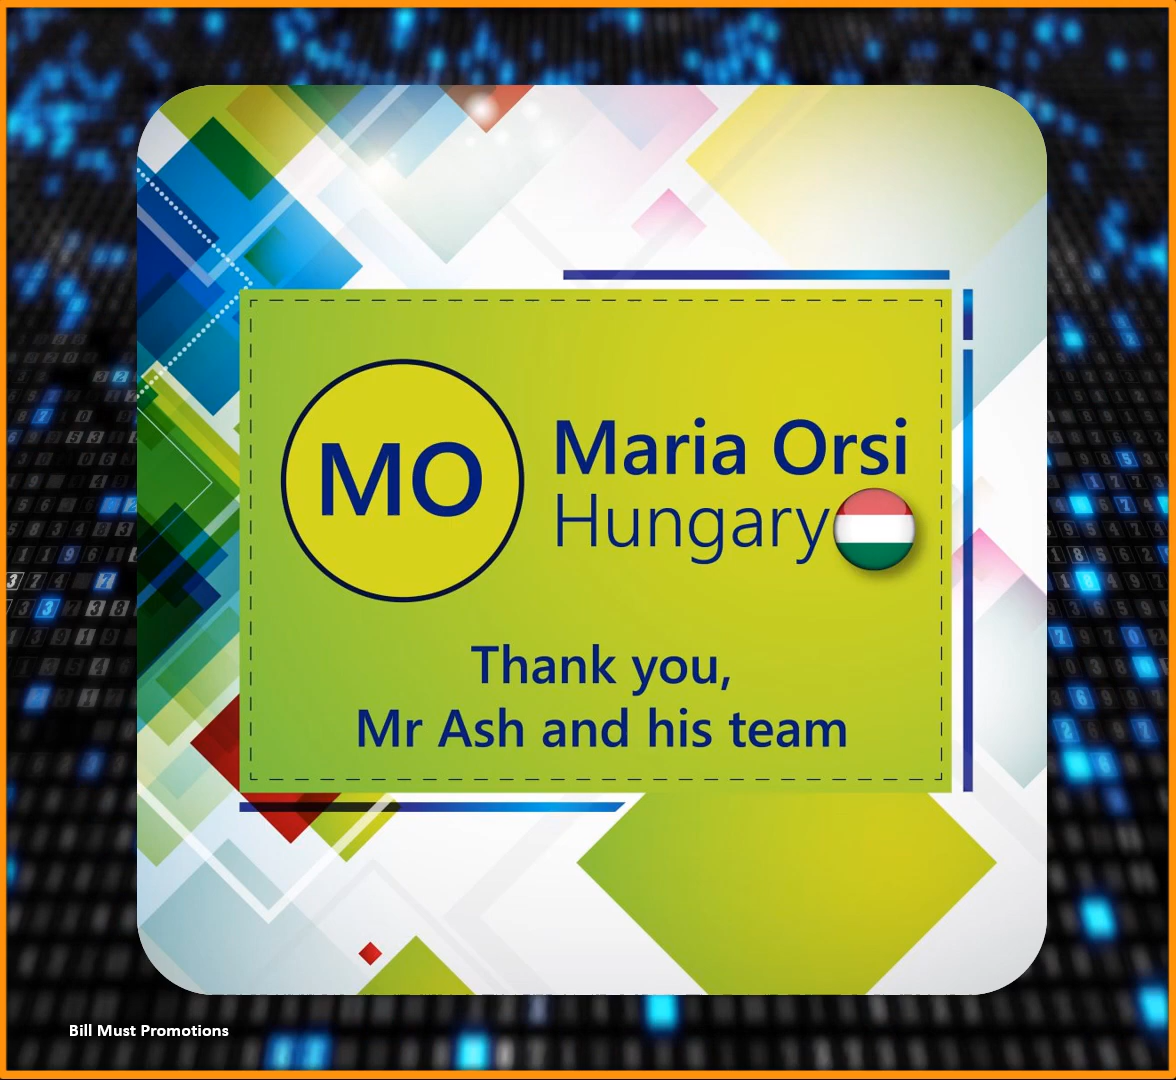 MO
Maria Orsi
Hungary
Thank you,
Mr Ash and his team
Bill Must Promotions